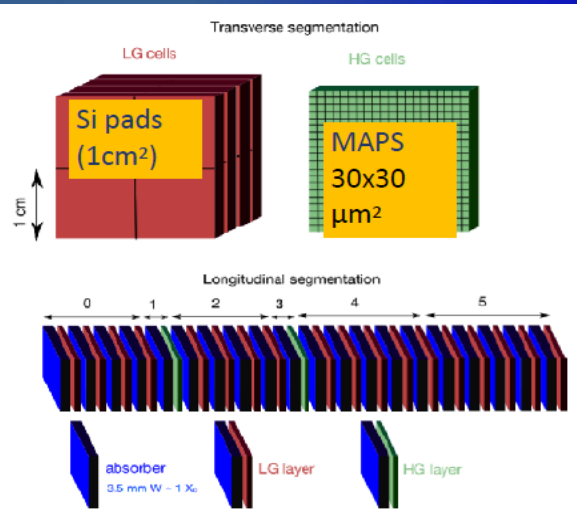 Transverse segmentation
LG cells
HG cells
Si pads
(1cm²)
MAPS
30x30
μm²
1 cm
Longitudinal segmentation
0 1 2 3 4 5
absorber
3.5 mm W ~ 1 X₀
LG layer
HG layer